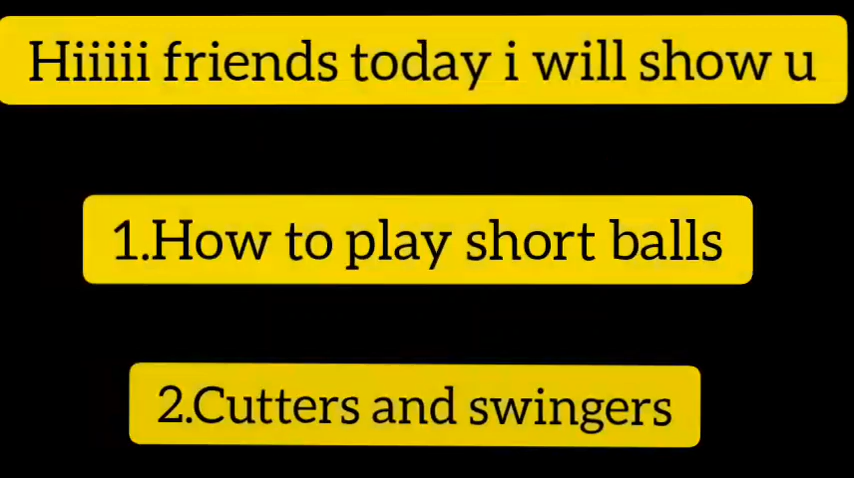 Hiiiii friends today i will show u
1.How to play short balls
2.Cutters and swingers